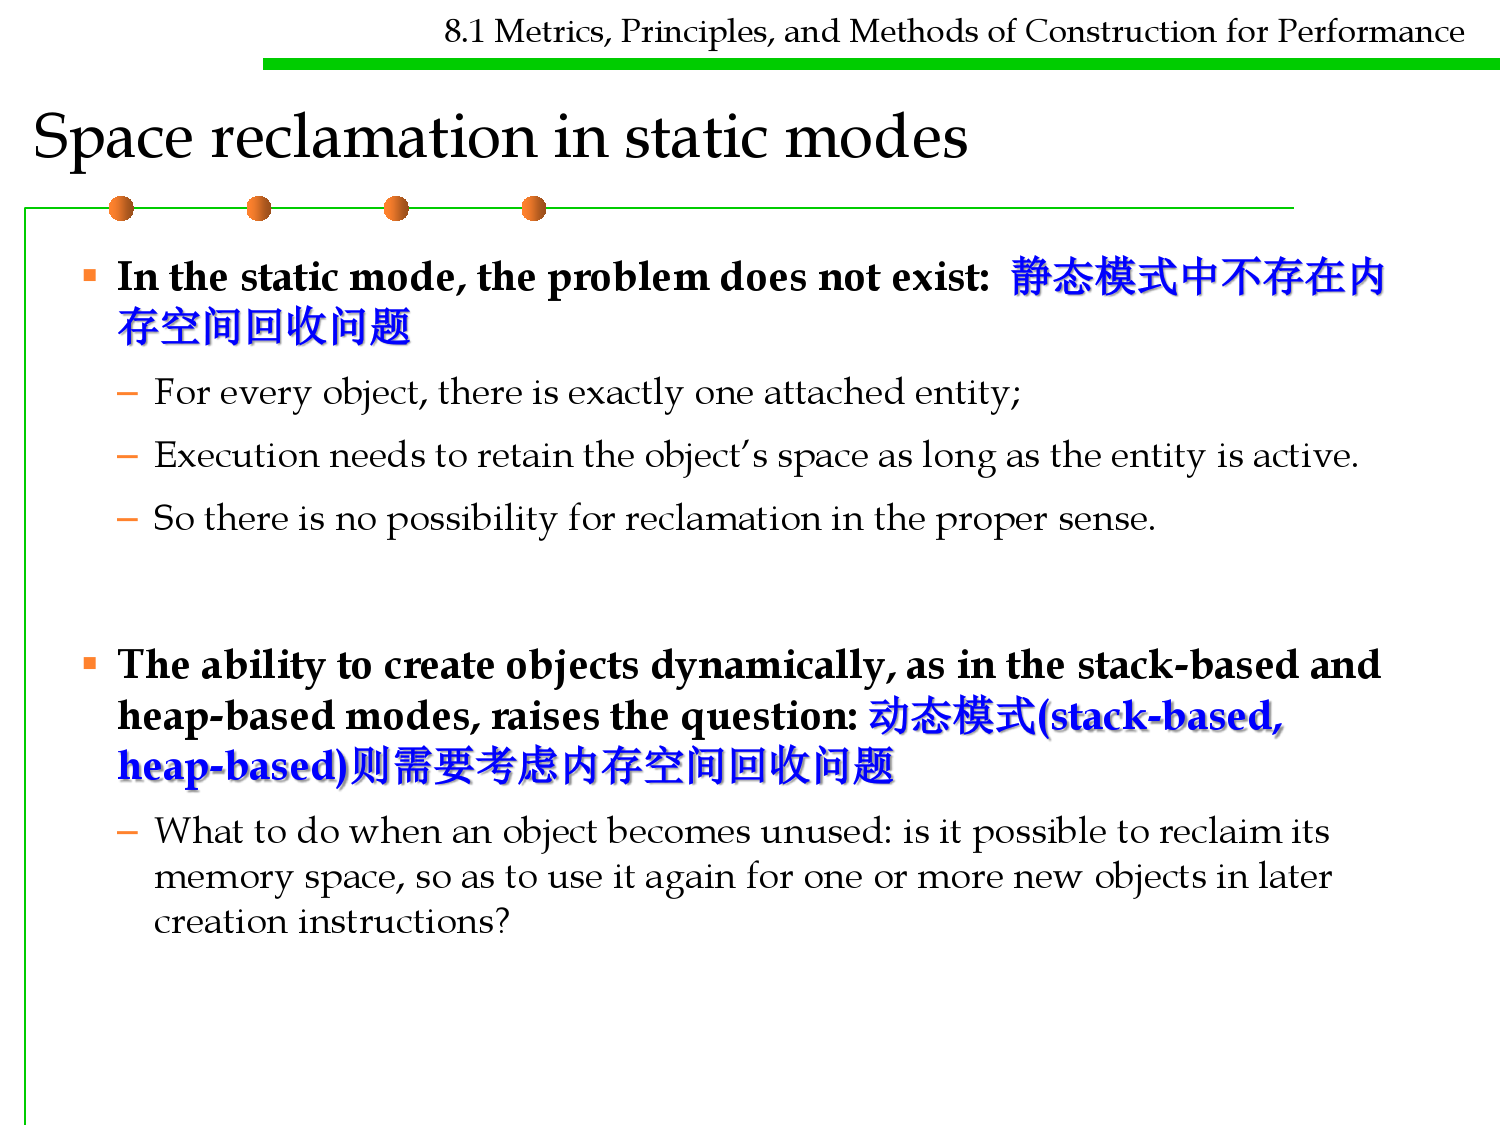 8.1 Metrics, Principles, and Methods of Construction for Performance
Space reclamation in static modes
▪ In the static mode, the problem does not exist: 静态模式中不存在内
存空间回收问题
– For every object, there is exactly one attached entity;
– Execution needs to retain the object’s space as long as the entity is active.
– So there is no possibility for reclamation in the proper sense.
▪ The ability to create objects dynamically, as in the stack-based and
heap-based modes, raises the question: 动态模式(stack-based,
heap-based)则需要考虑内存空间回收问题
– What to do when an object becomes unused: is it possible to reclaim its
memory space, so as to use it again for one or more new objects in later
creation instructions?